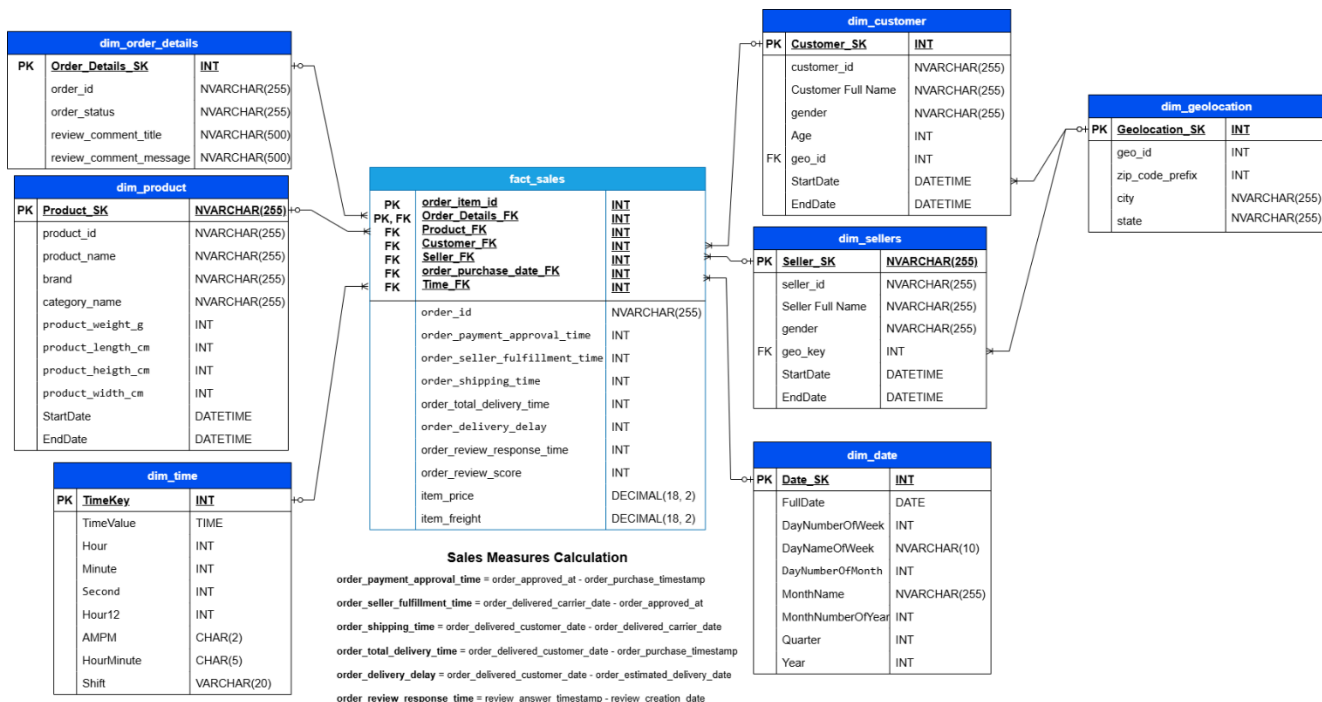 dim_order_details
PK Order_Details_SK INT
order_id NVARCHAR(255)
order_status NVARCHAR(255)
review_comment_title NVARCHAR(500)
review_comment_message NVARCHAR(500)
dim_product
PK Product_SK NVARCHAR(255)
product_id NVARCHAR(255)
product_name NVARCHAR(255)
brand NVARCHAR(255)
category_name NVARCHAR(255)
product_weight_g INT
product_length_cm INT
product_heigth_cm INT
product_width_cm INT
StartDate DATETIME
EndDate DATETIME
dim_time
PK TimeKey INT
TimeValue TIME
Hour INT
Minute INT
Second INT
Hour12 INT
AMPM CHAR(2)
HourMinute CHAR(5)
Shift VARCHAR(20)
fact_sales
PK order_item_id INT
PK, FK Order_Details_FK INT
FK Product_FK INT
FK Customer_FK INT
FK Seller_FK INT
FK order_purchase_date_FK INT
FK Time_FK INT
order_id NVARCHAR(255)
order_payment_approval_time INT
order_seller_fulfillment_time INT
order_shipping_time INT
order_total_delivery_time INT
order_delivery_delay INT
order_review_response_time INT
order_review_score INT
item_price DECIMAL(18, 2)
item_freight DECIMAL(18, 2)
Sales Measures Calculation
order_payment_approval_time = order_approved_at - order_purchase_timestamp
order_seller_fulfillment_time = order_delivered_carrier_date - order_approved_at
order_shipping_time = order_delivered_customer_date - order_delivered_carrier_date
order_total_delivery_time = order_delivered_customer_date - order_purchase_timestamp
order_delivery_delay = order_delivered_customer_date - order_estimated_delivery_date
order_review_response_time = review_answer_timestamp - review_creation_date
dim_customer
PK Customer_SK INT
customer_id NVARCHAR(255)
Customer Full Name NVARCHAR(255)
gender NVARCHAR(255)
Age INT
FK geo_id INT
StartDate DATETIME
EndDate DATETIME
dim_sellers
PK Seller_SK NVARCHAR(255)
seller_id NVARCHAR(255)
Seller Full Name NVARCHAR(255)
gender NVARCHAR(255)
FK geo_key INT
StartDate DATETIME
EndDate DATETIME
dim_date
PK Date_SK INT
FullDate DATE
DayNumberOfWeek INT
DayNameOfWeek NVARCHAR(10)
DayNumberOfMonth INT
MonthName NVARCHAR(255)
MonthNumberOfYear INT
Quarter INT
Year INT
dim_geolocation
PK Geolocation_SK INT
geo_id INT
zip_code_prefix INT
city NVARCHAR(255)
state NVARCHAR(255)